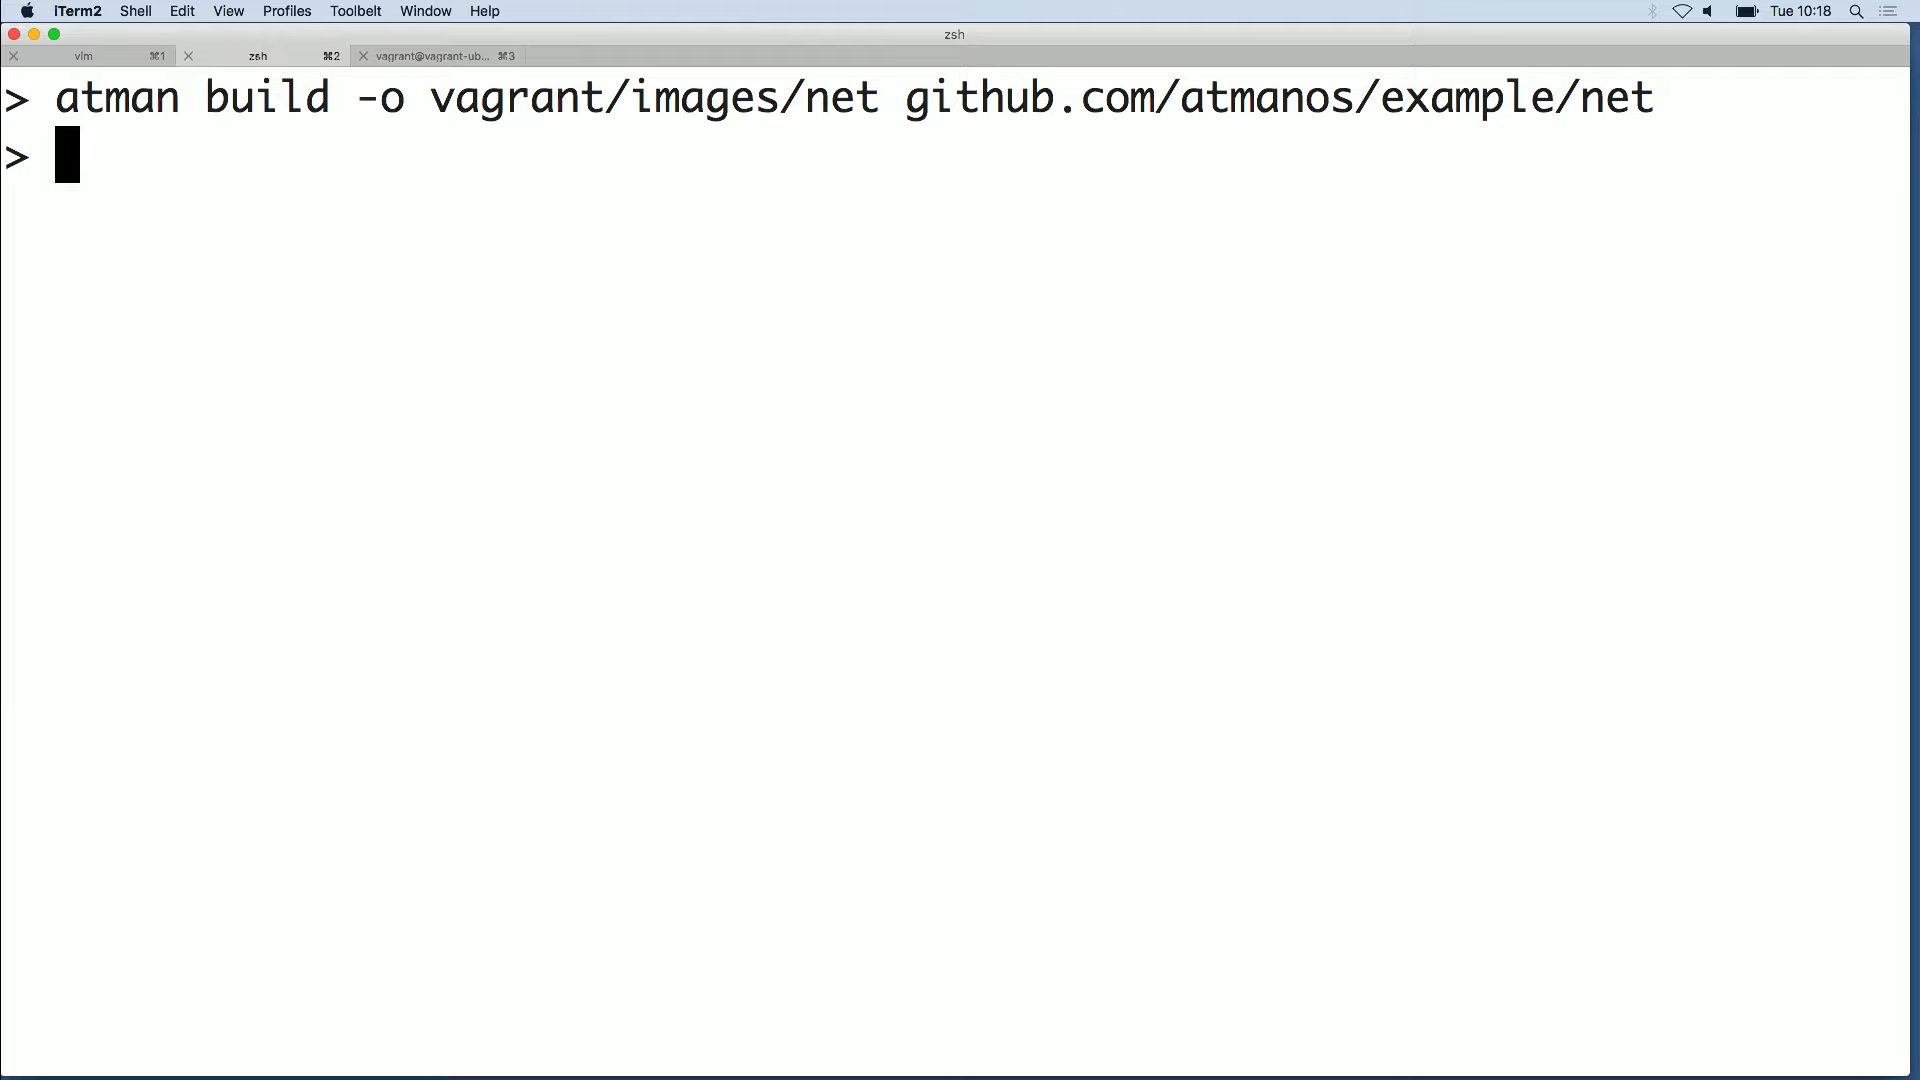 iTerm2 Shell Edit View Profiles Toolbelt Window Help Tue 10:18
zsh
vim ⌘1 zsh ⌘2 vagrant@vagrant-ub... ⌘3
> atman build -o vagrant/images/net github.com/atmanos/example/net
>